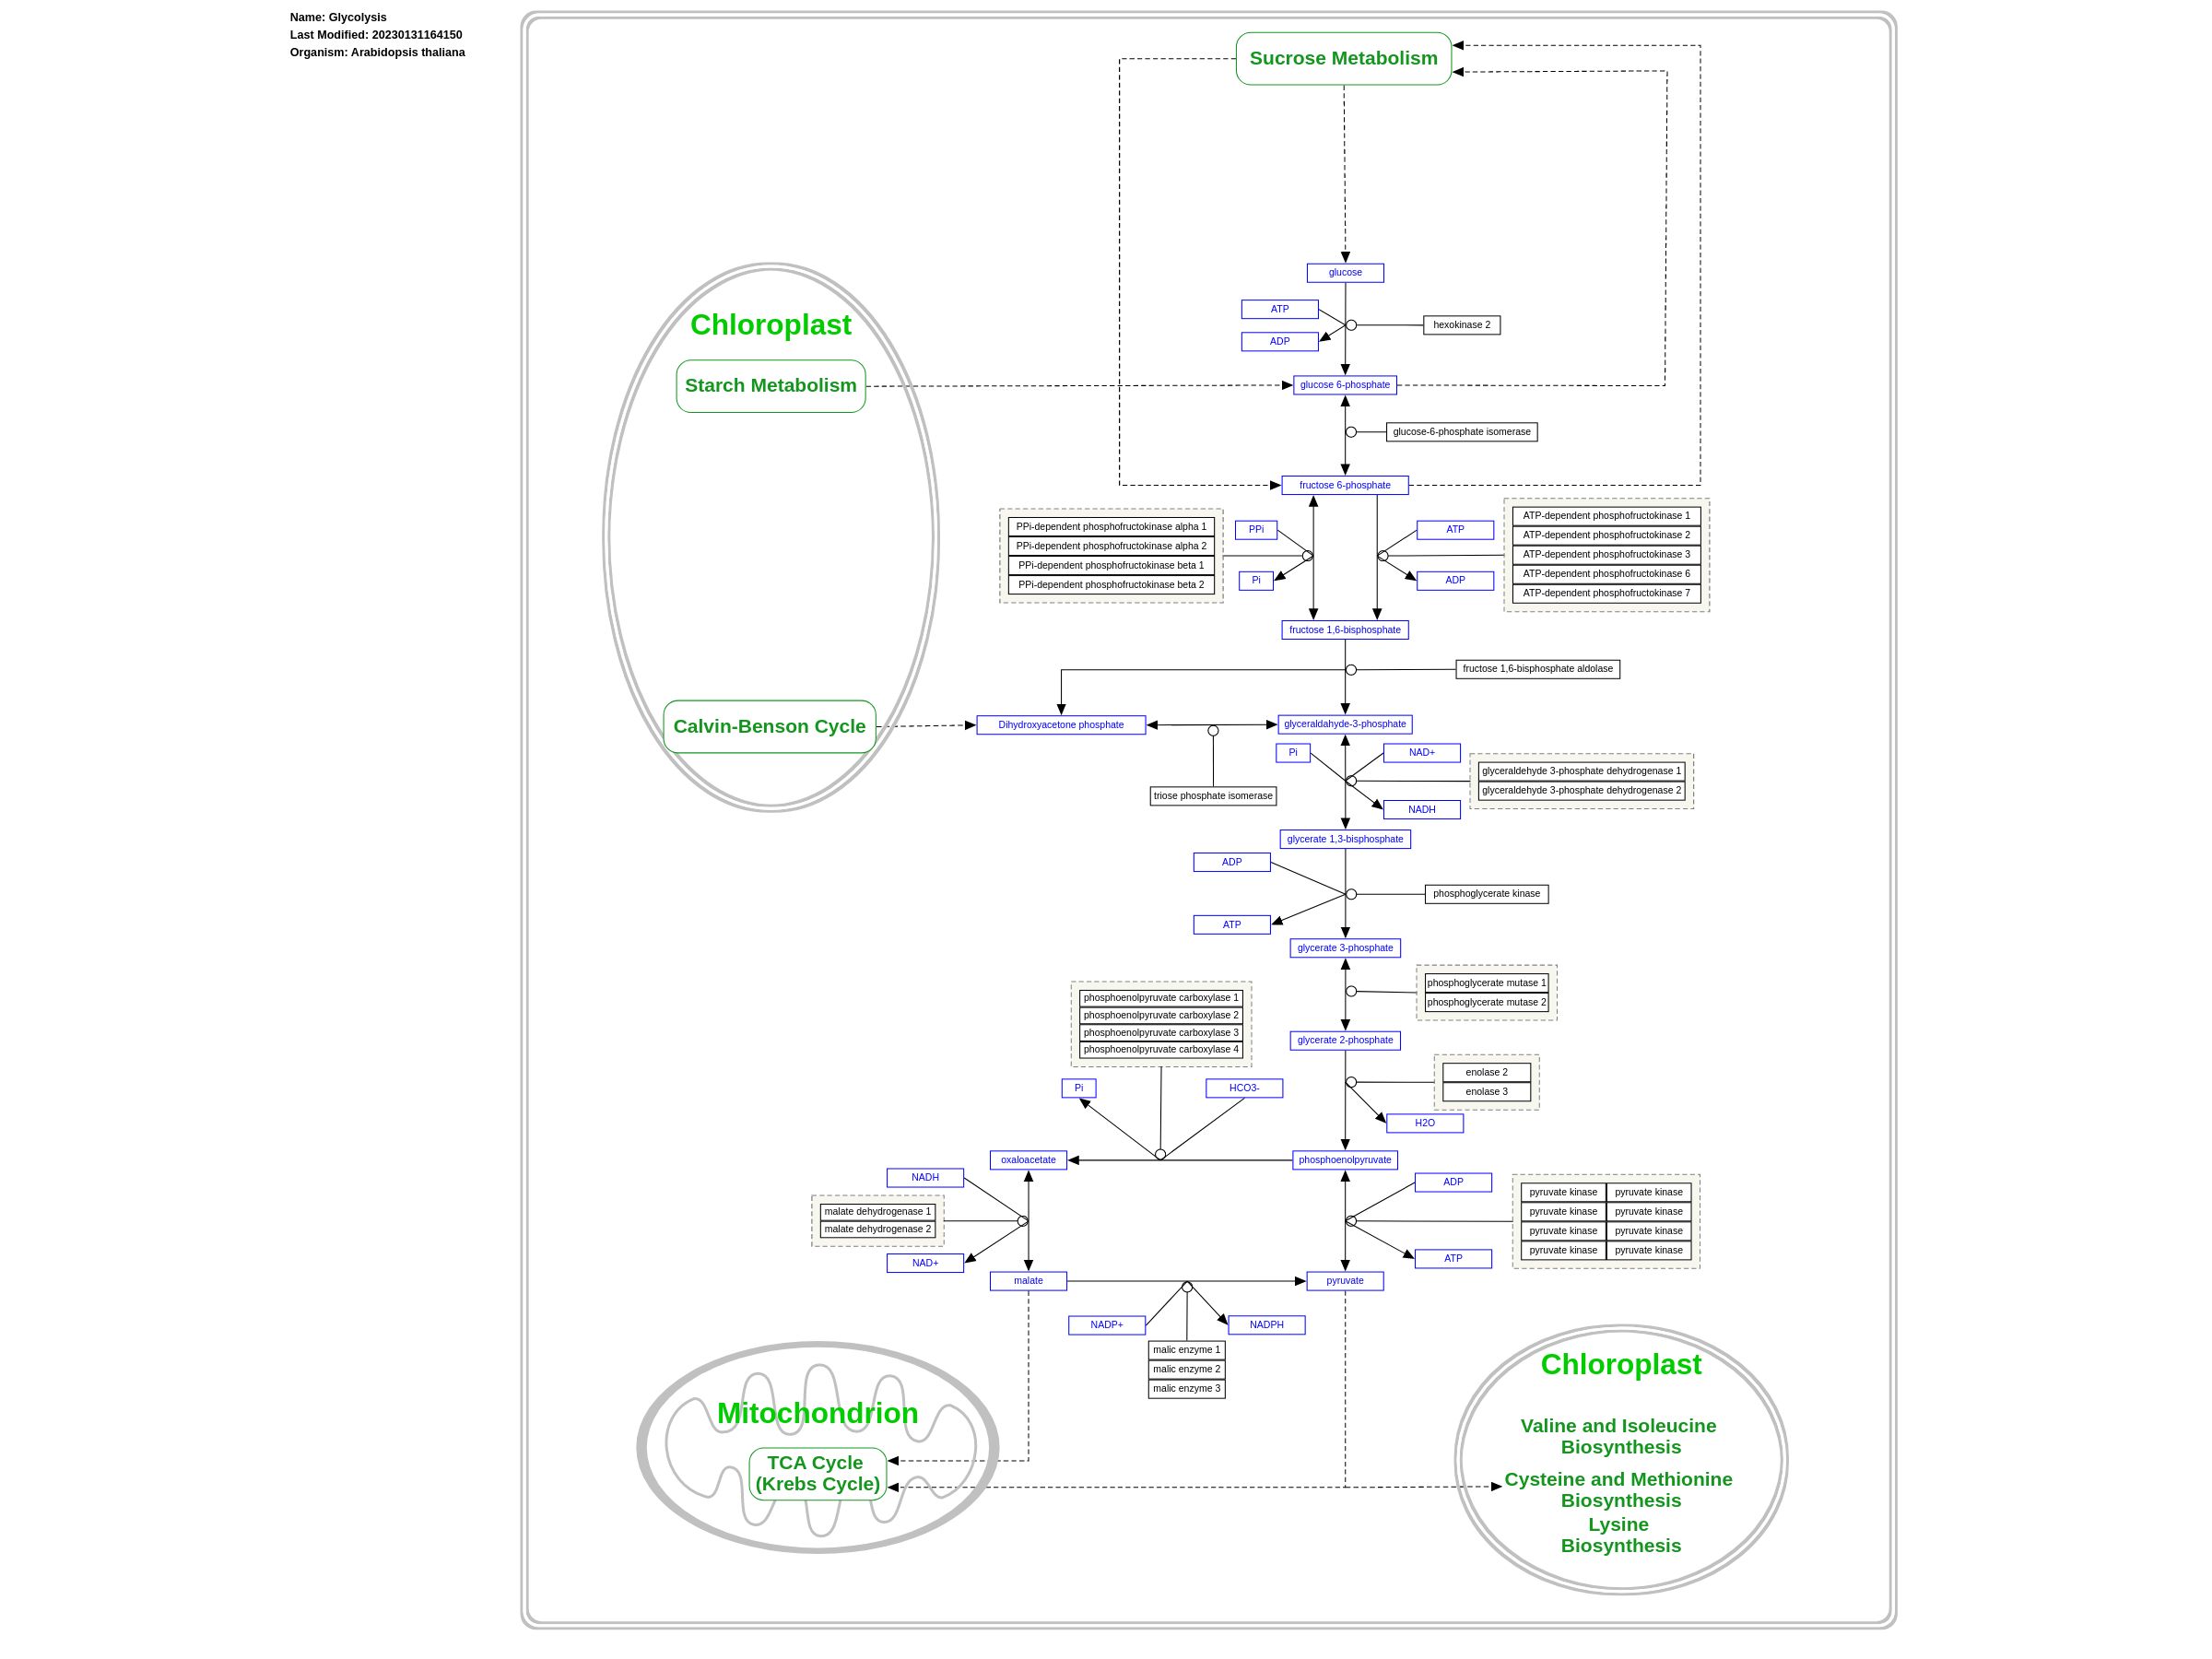 Name: Glycolysis
Last Modified: 20230131164150
Organism: Arabidopsis thaliana
Sucrose Metabolism
glucose
ATP
ADP
hexokinase 2
Chloroplast
Starch Metabolism
glucose 6-phosphate
glucose-6-phosphate isomerase
fructose 6-phosphate
PPi-dependent phosphofructokinase alpha 1
PPi-dependent phosphofructokinase alpha 2
PPi-dependent phosphofructokinase beta 1
PPi-dependent phosphofructokinase beta 2
PPi
Pi
ATP
ADP
ATP-dependent phosphofructokinase 1
ATP-dependent phosphofructokinase 2
ATP-dependent phosphofructokinase 3
ATP-dependent phosphofructokinase 6
ATP-dependent phosphofructokinase 7
fructose 1,6-bisphosphate
fructose 1,6-bisphosphate aldolase
Calvin-Benson Cycle
Dihydroxyacetone phosphate
glyceraldahyde-3-phosphate
triose phosphate isomerase
Pi
NAD+
NADH
glyceraldehyde 3-phosphate dehydrogenase 1
glyceraldehyde 3-phosphate dehydrogenase 2
glycerate 1,3-bisphosphate
ADP
ATP
phosphoglycerate kinase
glycerate 3-phosphate
phosphoglycerate mutase 1
phosphoglycerate mutase 2
phosphoenolpyruvate carboxylase 1
phosphoenolpyruvate carboxylase 2
phosphoenolpyruvate carboxylase 3
phosphoenolpyruvate carboxylase 4
glycerate 2-phosphate
enolase 2
enolase 3
Pi
HCO3-
H2O
oxaloacetate
phosphoenolpyruvate
NADH
malate dehydrogenase 1
malate dehydrogenase 2
NAD+
ADP
ATP
pyruvate kinase pyruvate kinase
pyruvate kinase pyruvate kinase
pyruvate kinase pyruvate kinase
pyruvate kinase pyruvate kinase
malate
pyruvate
NADP+
NADPH
malic enzyme 1
malic enzyme 2
malic enzyme 3
Mitochondrion
TCA Cycle
(Krebs Cycle)
Chloroplast
Valine and Isoleucine
Biosynthesis
Cysteine and Methionine
Biosynthesis
Lysine
Biosynthesis